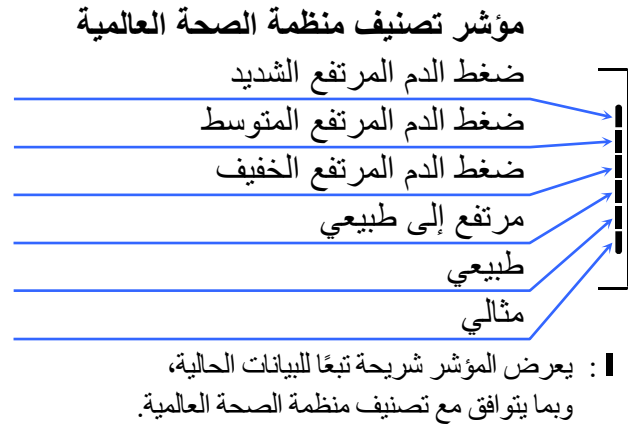 مؤشر تصنيف منظمة الصحة العالمية
ضغط الدم المرتفع الشديد
ضغط الدم المرتفع المتوسط
ضغط الدم المرتفع الخفيف
مرتفع إلى طبيعي
طبيعي
مثالي
: يعرض المؤشر شريحة تبعًا للبيانات الحالية،
وبما يتوافق مع تصنيف منظمة الصحة العالمية.